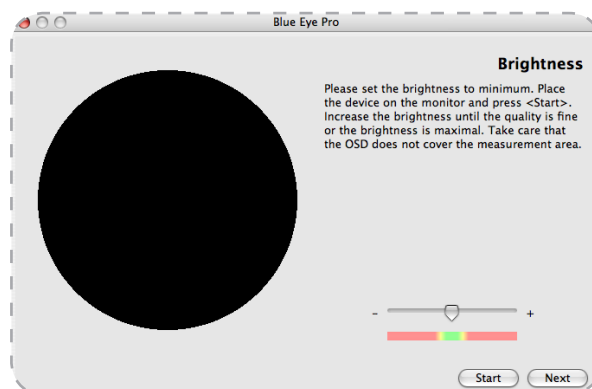 Blue Eye Pro
Brightness
Please set the brightness to minimum. Place
the device on the monitor and press <Start>.
Increase the brightness until the quality is fine
or the brightness is maximal. Take care that
the OSD does not cover the measurement area.
- +
Start Next